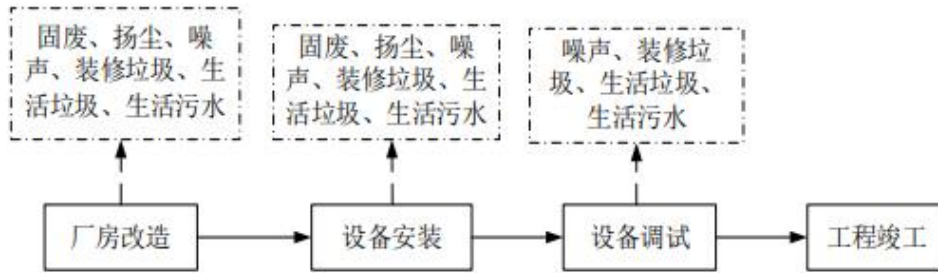 固废、扬尘、噪
声、装修垃圾、生
活垃圾、生活污水
固废、扬尘、噪
声、装修垃圾、生
活垃圾、生活污水
噪声、装修垃
圾、生活垃圾、
生活污水
厂房改造
设备安装
设备调试
工程竣工